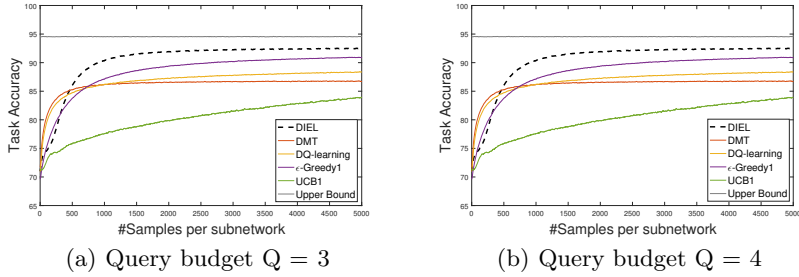 100
95
90
85
80
75
70
65
Task Accuracy
0 500 1000 1500 2000 2500 3000 3500 4000 4500 5000
#Samples per subnetwork
DIEL
DMT
DQ-learning
ϵ-Greedy1
UCB1
Upper Bound
(a) Query budget Q = 3
100
95
90
85
80
75
70
65
Task Accuracy
0 500 1000 1500 2000 2500 3000 3500 4000 4500 5000
#Samples per subnetwork
DIEL
DMT
DQ-learning
ϵ-Greedy1
UCB1
Upper Bound
(b) Query budget Q = 4